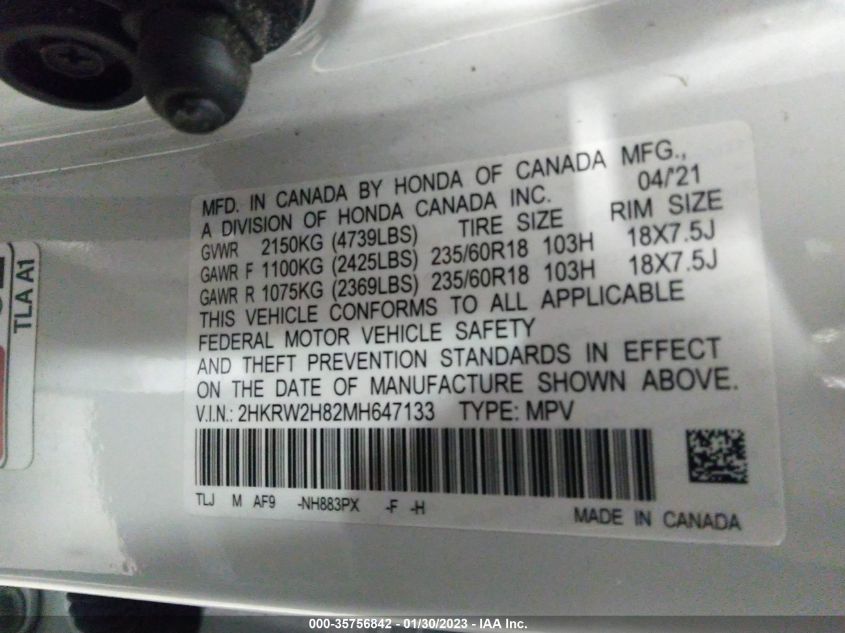 MFD. IN CANADA BY HONDA OF CANADA MFG.,
A DIVISION OF HONDA CANADA INC. 04/'21
GVWR 2150KG (4739LBS) TIRE SIZE RIM SIZE
GAWR F 1100KG (2425LBS) 235/60R18 103H 18X7.5J
GAWR R 1075KG (2369LBS) 235/60R18 103H 18X7.5J
THIS VEHICLE CONFORMS TO ALL APPLICABLE
FEDERAL MOTOR VEHICLE SAFETY
AND THEFT PREVENTION STANDARDS IN EFFECT
ON THE DATE OF MANUFACTURE SHOWN ABOVE.
V.I.N.: 2HKRW2H82MH647133 TYPE: MPV
TLJ M AF9 -NH883PX -F -H
MADE IN CANADA
TLA A1
000-35756842 — 01/30/2023 — IAA Inc.